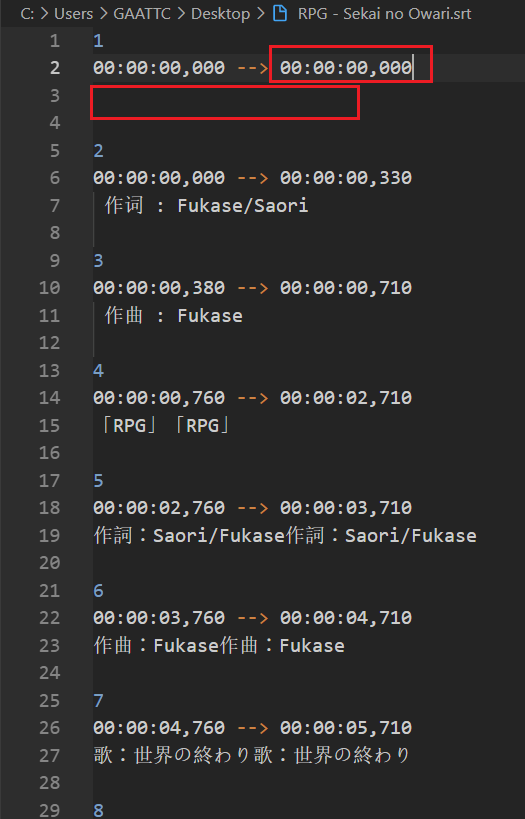 C: > Users > GAATTC > Desktop > RPG - Sekai no Owari.srt
1 1
2 00:00:00,000 --> 00:00:00,000
3
4
5 2
6 00:00:00,000 --> 00:00:00,330
7 作词 : Fukase/Saori
8
9 3
10 00:00:00,380 --> 00:00:00,710
11 作曲 : Fukase
12
13 4
14 00:00:00,760 --> 00:00:02,710
15 「RPG」「RPG」
16
17 5
18 00:00:02,760 --> 00:00:03,710
19 作詞：Saori/Fukase作詞：Saori/Fukase
20
21 6
22 00:00:03,760 --> 00:00:04,710
23 作曲：Fukase作曲：Fukase
24
25 7
26 00:00:04,760 --> 00:00:05,710
27 歌：世界の終わり歌：世界の終わり
28
29 8